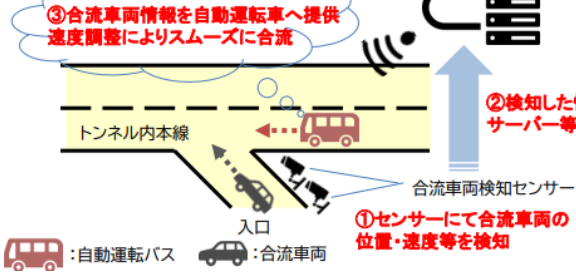 ③合流車両情報を自動運転車へ提供
速度調整によりスムーズに合流
②検知した
サーバー等
トンネル内本線
合流車両検知センサー
入口
①センサーにて合流車両の
位置・速度等を検知
:自動運転バス
:合流車両